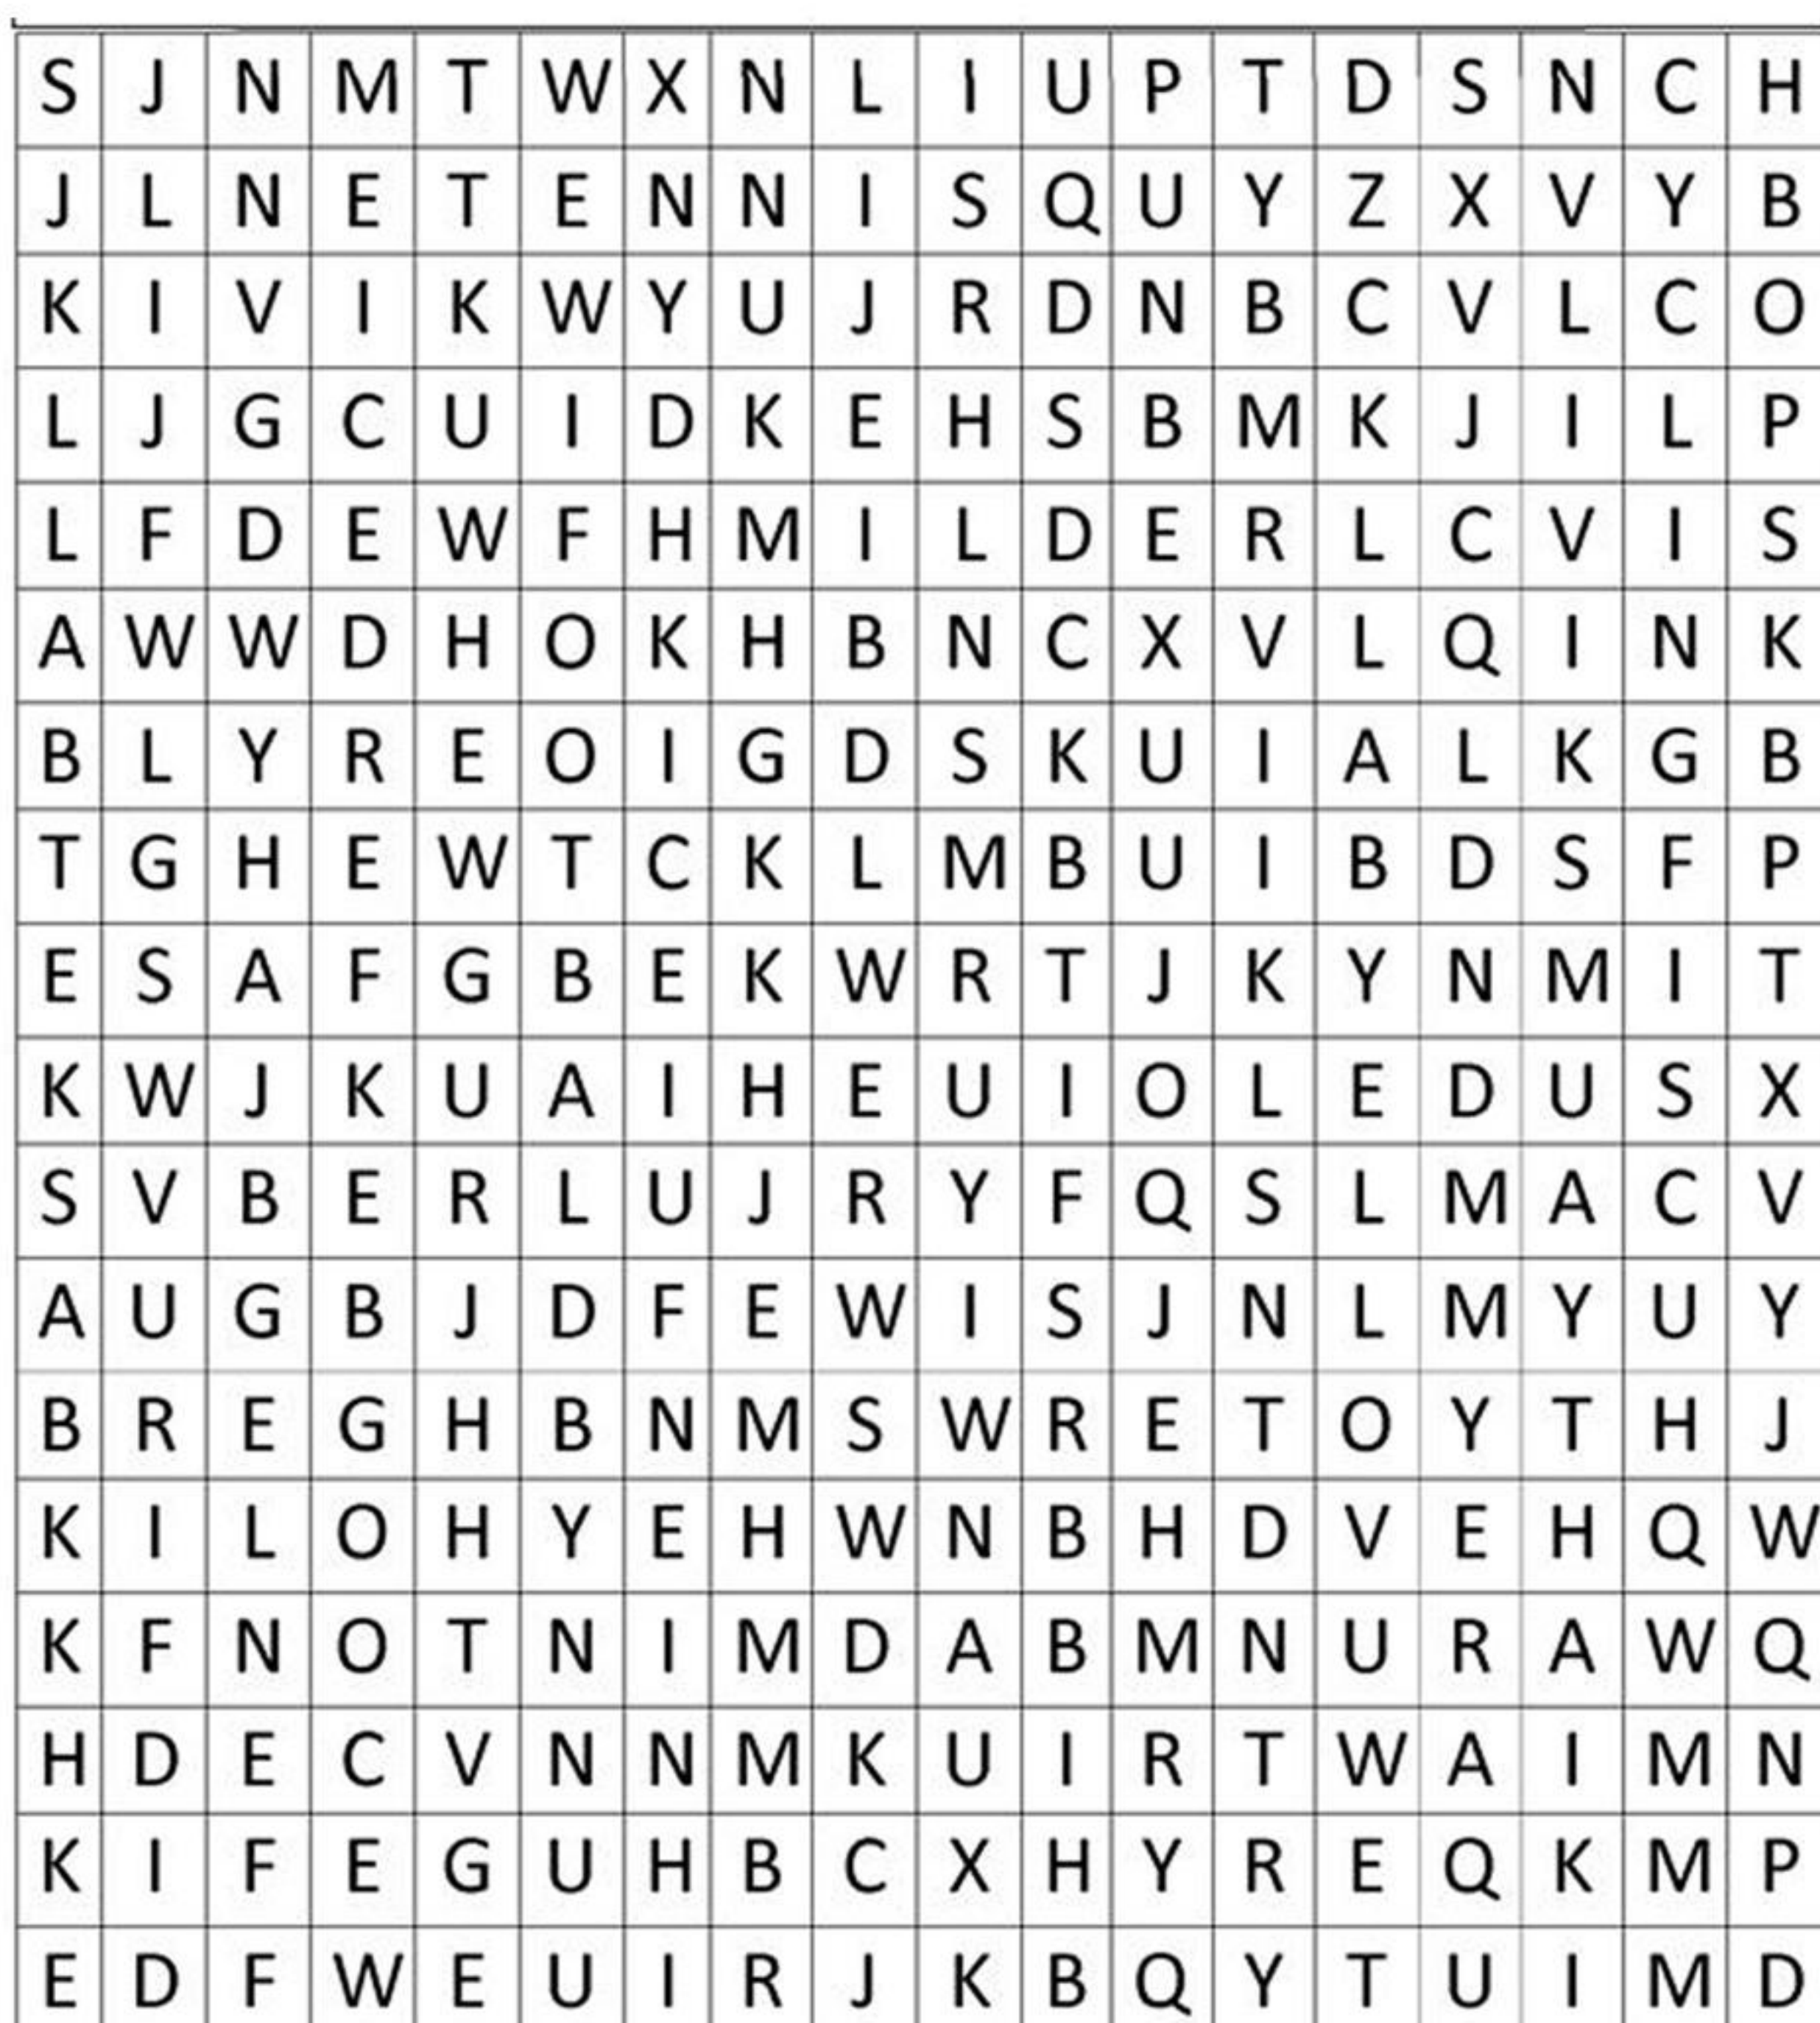 S J N M T W X N L I U P T D S N C H
J L N E T E N N I S Q U Y Z X V Y B
K I V I K W Y U J R D N B C V L C O
L J G C U I D K E H S B M K J I L P
L F D E W F H M I L D E R L C V I S
A W W D H O K H B N C X V L Q I N K
B L Y R E O I G D S K U I A L K G B
T G H E W T C K L M B U I B D S F P
E S A F G B E K W R T J K Y N M I T
K W J K U A I H E U I O L E D U S X
S V B E R L U J R Y F Q S L M A C V
A U G B J D F E W I S J N L M Y U Y
B R E G H B N M S W R E T O Y T H J
K I L O H Y E H W N B H D V E H Q W
K F N O T N I M D A B M N U R A W Q
H D E C V N N M K U I R T W A I M N
K I F E G U H B C X H Y R E Q K M P
E D F W E U I R J K B Q Y T U I M D